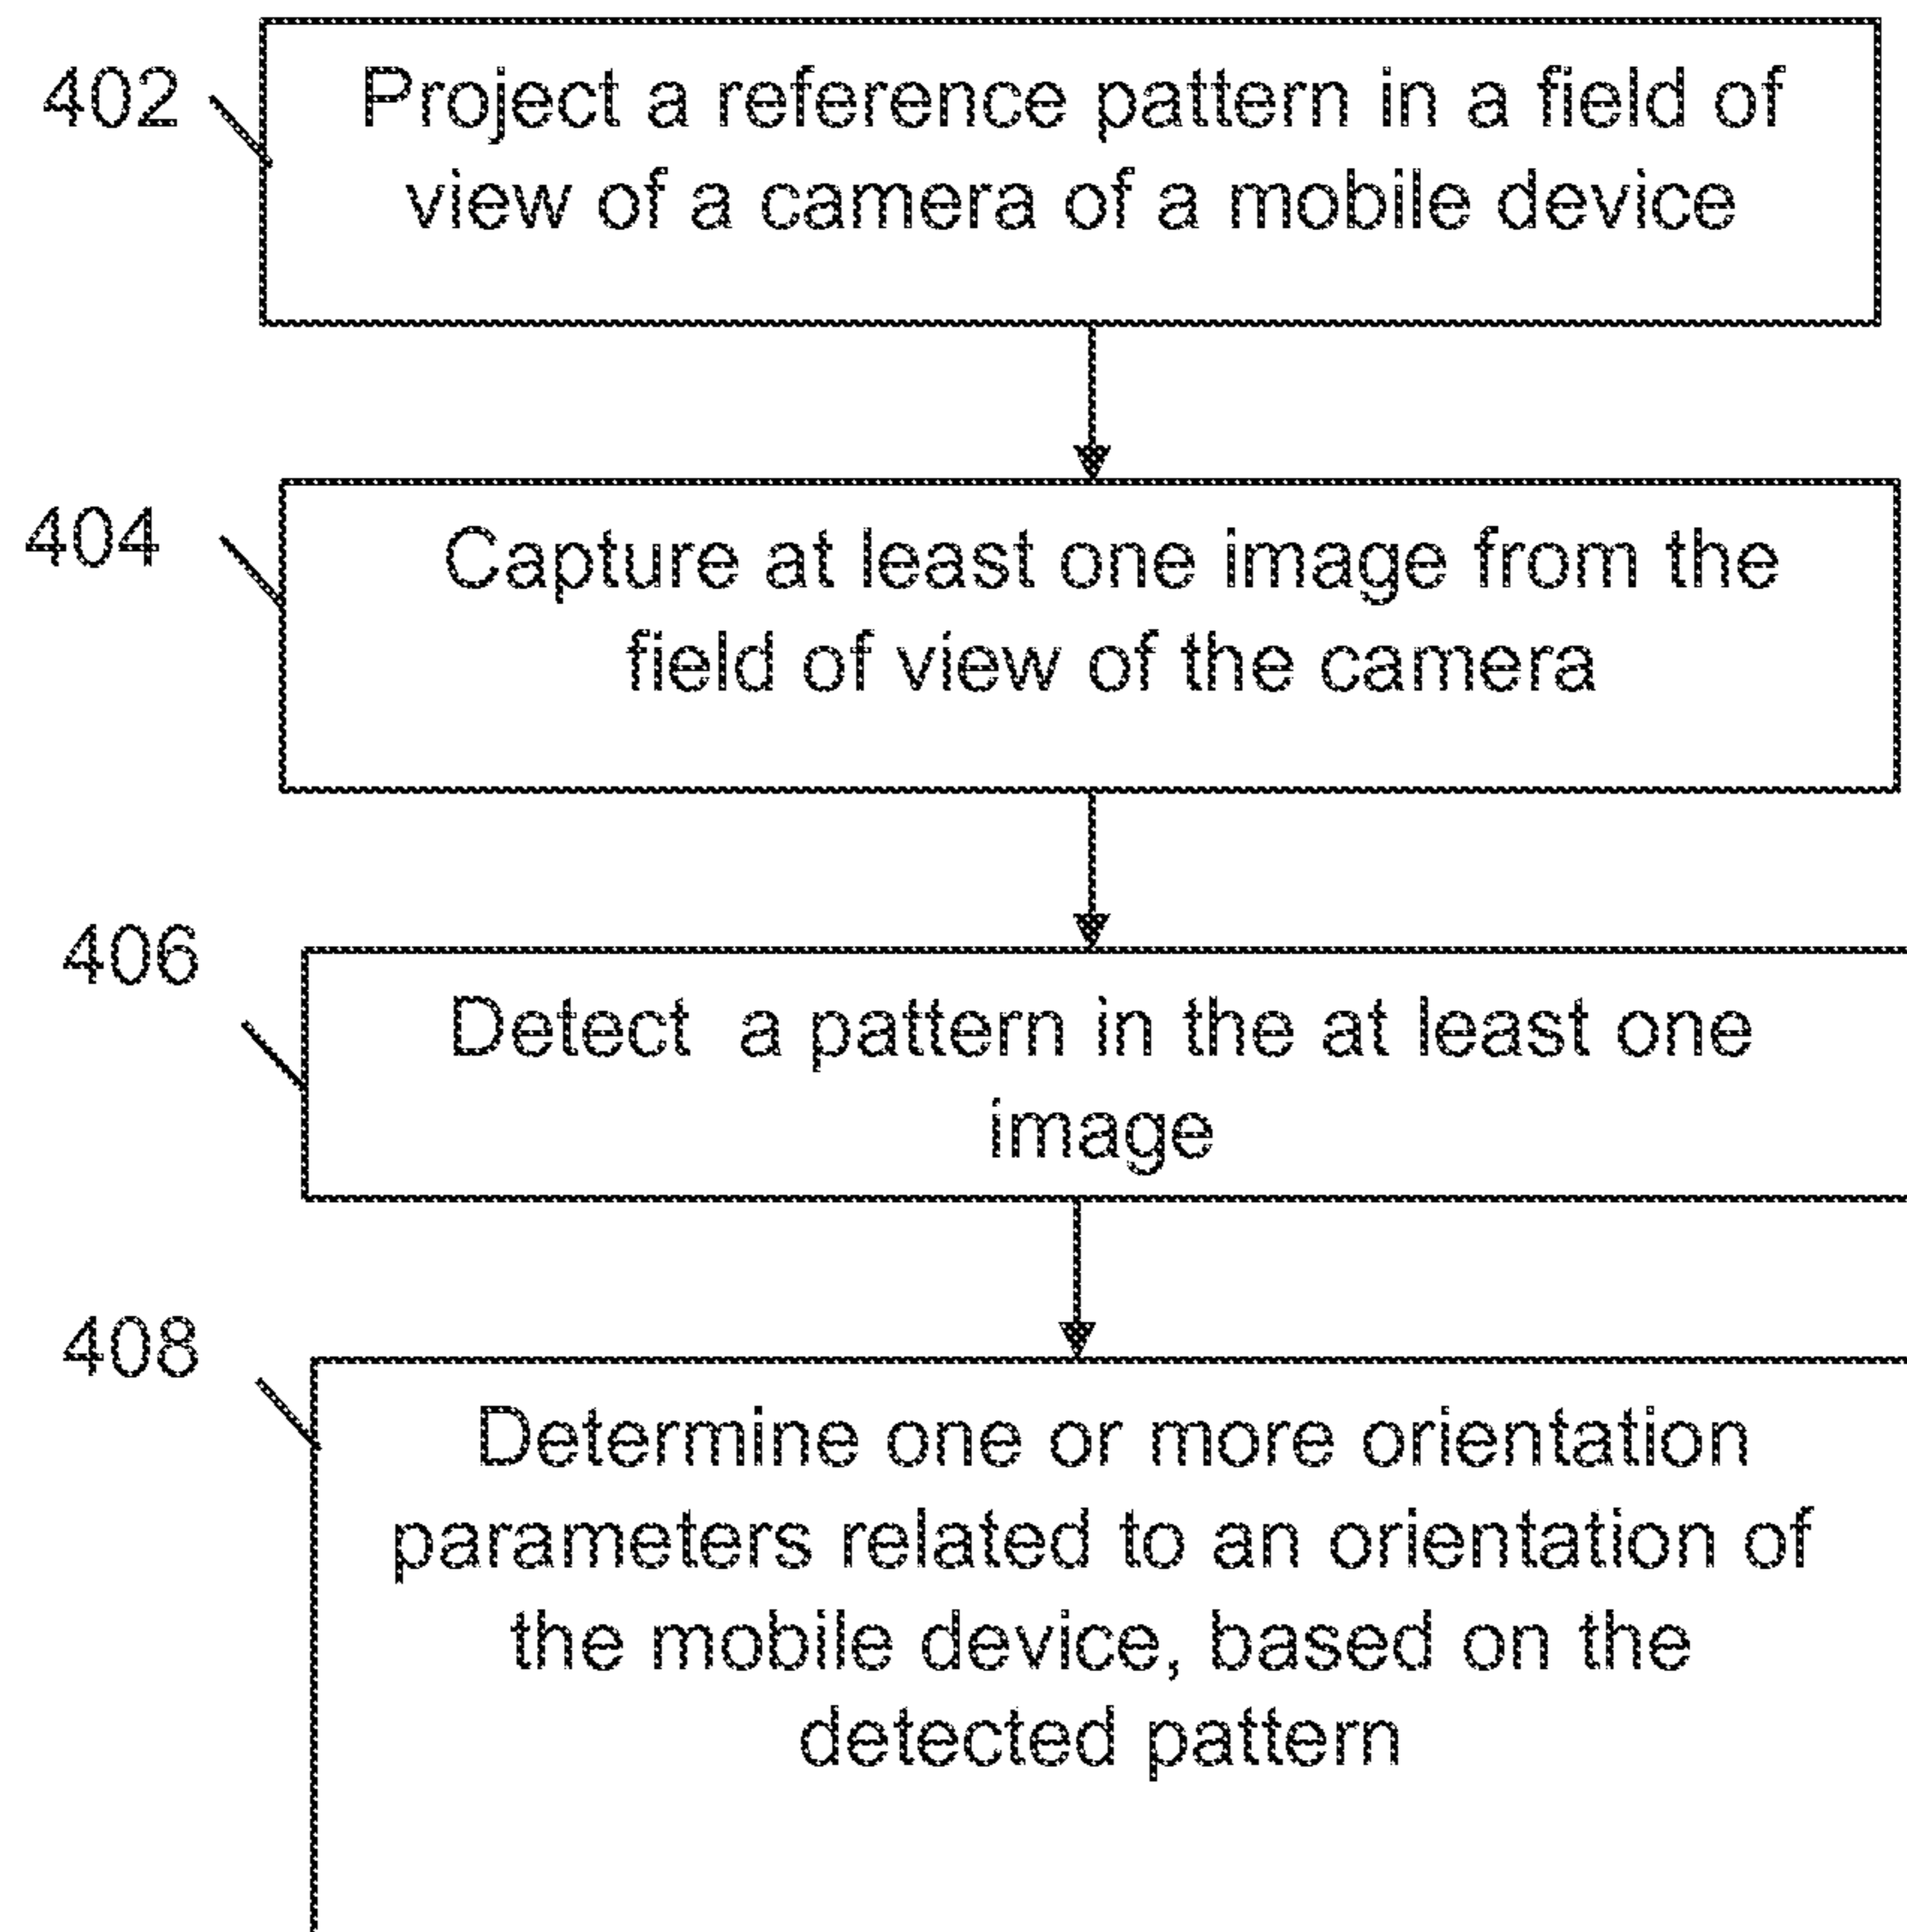 402
Project a reference pattern in a field of
view of a camera of a mobile device
404
Capture at least one image from the
field of view of the camera
406
Detect a pattern in the at least one
image
408
Determine one or more orientation
parameters related to an orientation of
the mobile device, based on the
detected pattern